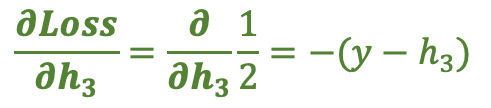 ∂Loss/∂h₃ = ∂/∂h₃ 1/2 = −(y − h₃)